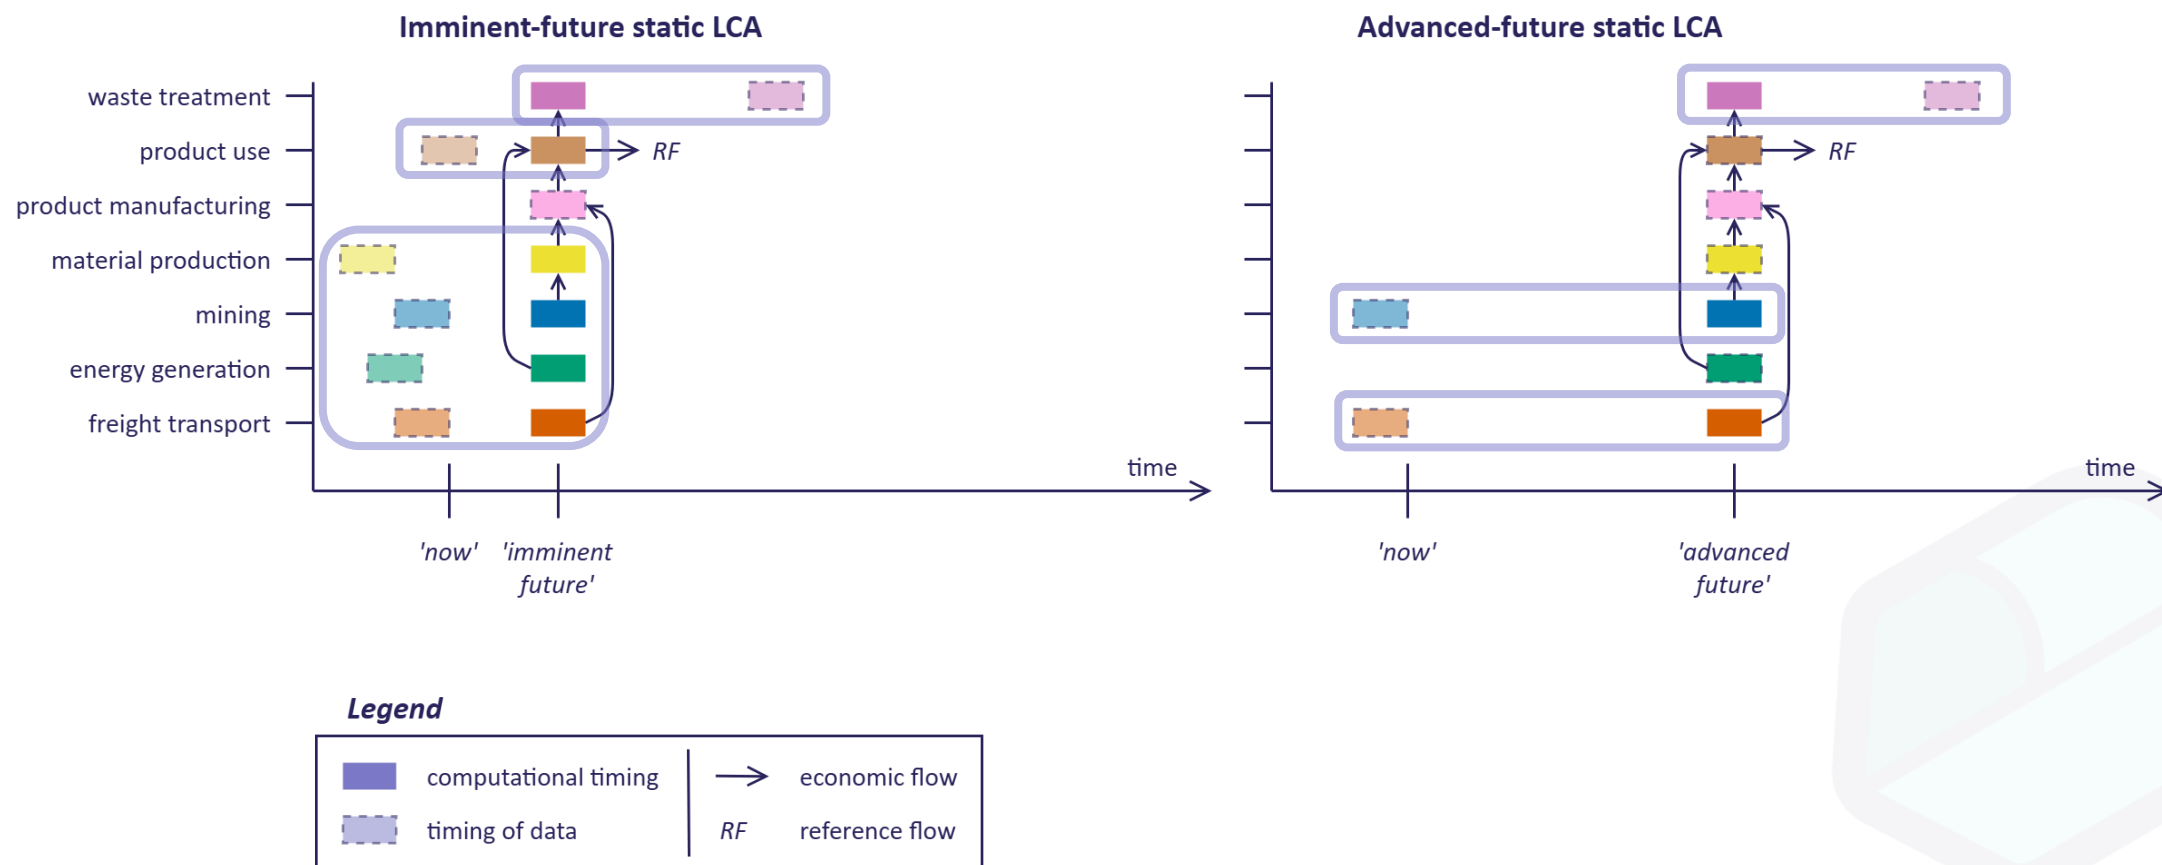 Imminent-future static LCA
waste treatment
product use
RF
product manufacturing
material production
mining
energy generation
freight transport
time
'now'
'imminent
future'
Advanced-future static LCA
RF
time
'now'
'advanced
future'
Legend
computational timing
economic flow
timing of data
RF
reference flow